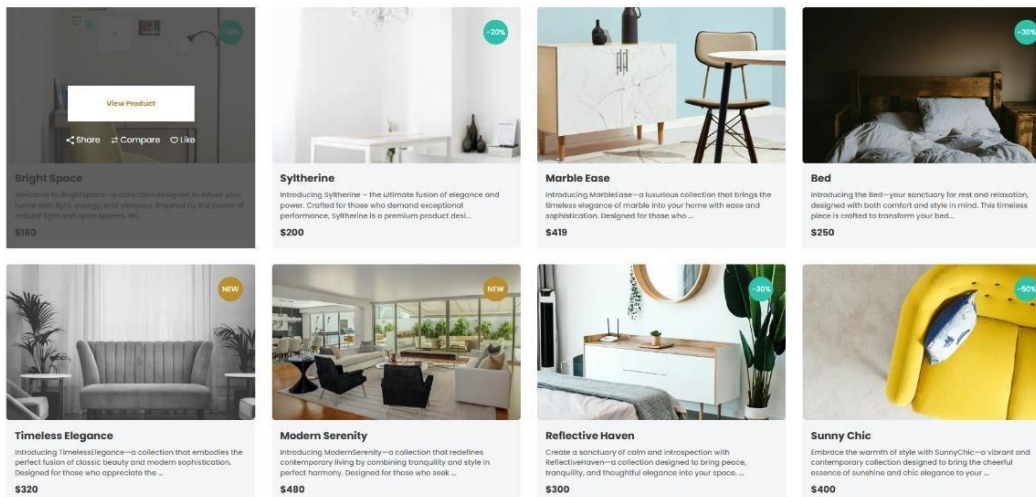 -10%
View Product
Share Compare Like
Bright Space
Welcome to BrightSpace—a collection designed to infuse your
home with light, energy, and vibrancy. Inspired by the power of
natural light and open spaces, Bri...
$180
-20%
Syltherine
Introducing Syltherine – the ultimate fusion of elegance and
power. Crafted for those who demand exceptional
performance, Syltherine is a premium product desi...
$200
Marble Ease
Introducing MarbleEase—a luxurious collection that brings the
timeless elegance of marble into your home with ease and
sophistication. Designed for those who ...
$419
-30%
Bed
Introducing the Bed—your sanctuary for rest and relaxation,
designed with both comfort and style in mind. This timeless
piece is crafted to transform your bed...
$250
NEW
Timeless Elegance
Introducing TimelessElegance—a collection that embodies the
perfect fusion of classic beauty and modern sophistication.
Designed for those who appreciate the ...
$320
NEW
Modern Serenity
Introducing ModernSerenity—a collection that redefines
contemporary living by combining tranquility and style in
perfect harmony. Designed for those who seek ...
$480
-30%
Reflective Haven
Create a sanctuary of calm and introspection with
ReflectiveHaven—a collection designed to bring peace,
tranquility, and thoughtful elegance into your space. ...
$300
-50%
Sunny Chic
Embrace the warmth of style with SunnyChic—a vibrant and
contemporary collection designed to bring the cheerful
essence of sunshine and chic elegance to your ...
$400